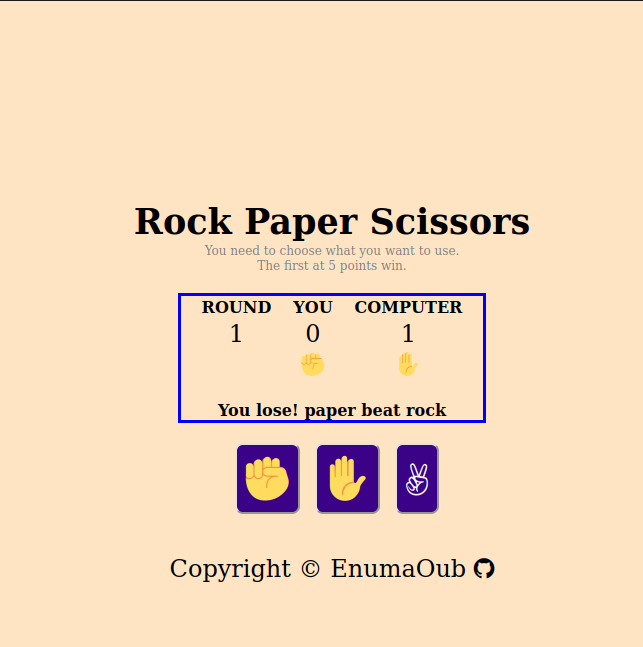 Rock Paper Scissors
You need to choose what you want to use.
The first at 5 points win.
ROUND YOU COMPUTER
1 0 1
You lose! paper beat rock
Copyright © EnumaOub